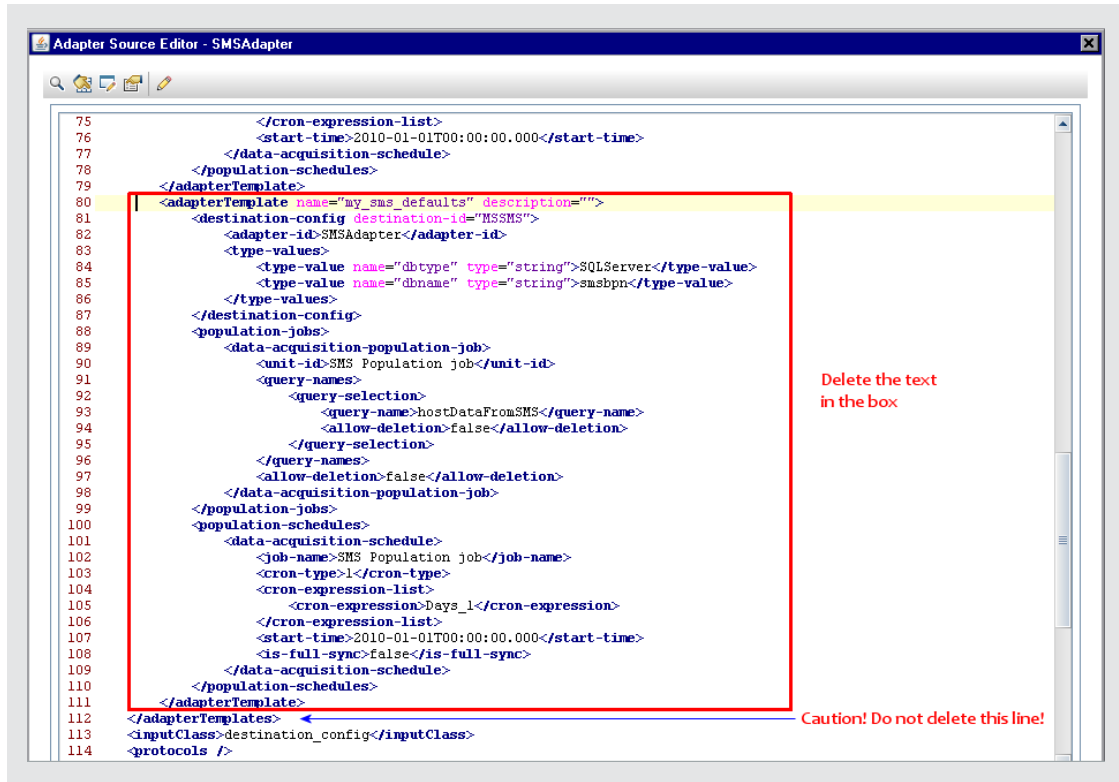 Adapter Source Editor - SMSAdapter
75 </cron-expression-list>
76 <start-time>2010-01-01T00:00:00.000</start-time>
77 </data-acquisition-schedule>
78 </population-schedules>
79 </adapterTemplate>
80 <adapterTemplate name="my_sms_defaults" description="">
81 <destination-config destination-id="MSSMS">
82 <adapter-id>SMSAdapter</adapter-id>
83 <type-values>
84 <type-value name="dbtype" type="string">SQLServer</type-value>
85 <type-value name="dbname" type="string">smsbpn</type-value>
86 </type-values>
87 </destination-config>
88 <population-jobs>
89 <data-acquisition-population-job>
90 <unit-id>SMS Population job</unit-id>
91 <query-names>
92 <query-selection>
93 <query-name>hostDataFromSMS</query-name>
94 <allow-deletion>false</allow-deletion>
95 </query-selection>
96 </query-names>
97 <allow-deletion>false</allow-deletion>
98 </data-acquisition-population-job>
99 </population-jobs>
100 <population-schedules>
101 <data-acquisition-schedule>
102 <job-name>SMS Population job</job-name>
103 <cron-type>1</cron-type>
104 <cron-expression-list>
105 <cron-expression>Days_1</cron-expression>
106 </cron-expression-list>
107 <start-time>2010-01-01T00:00:00.000</start-time>
108 <is-full-sync>false</is-full-sync>
109 </data-acquisition-schedule>
110 </population-schedules>
111 </adapterTemplate>
112 </adapterTemplates>
113 <inputClass>destination_config</inputClass>
114 <protocols />
Delete the text
in the box
Caution! Do not delete this line!